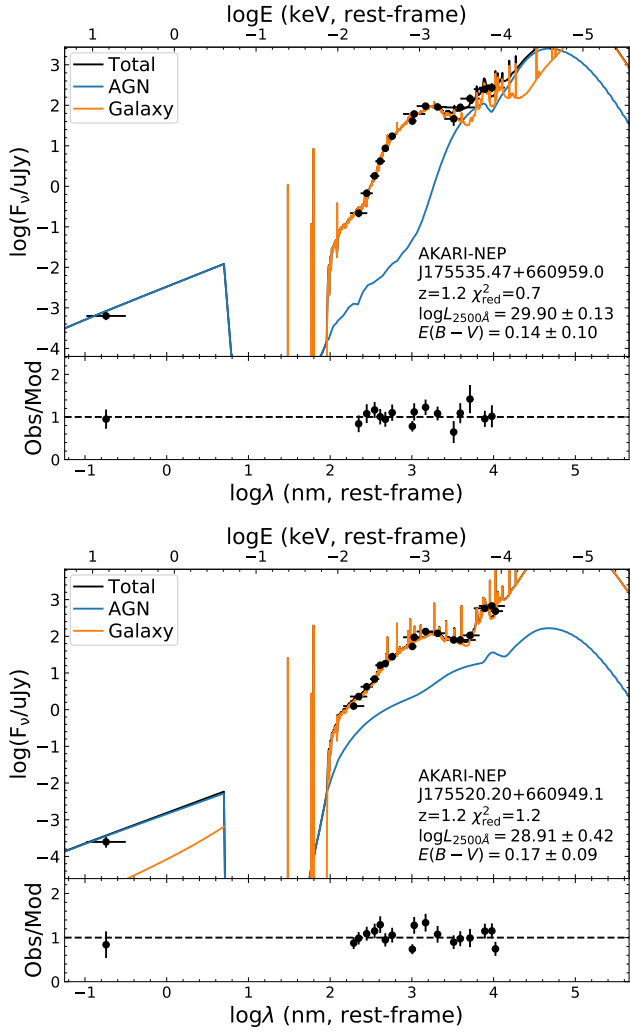 logE (keV, rest-frame)
1 0 −1 −2 −3 −4 −5
3
2
1
0
−1
−2
−3
−4
log(Fν/uJy)
Total
AGN
Galaxy
AKARI-NEP
J175535.47+660959.0
z=1.2 χ²red=0.7
logL2500Å = 29.90 ± 0.13
E(B − V) = 0.14 ± 0.10
2
1
0
Obs/Mod
−1 0 1 2 3 4 5
logλ (nm, rest-frame)
logE (keV, rest-frame)
1 0 −1 −2 −3 −4 −5
3
2
1
0
−1
−2
−3
−4
log(Fν/uJy)
Total
AGN
Galaxy
AKARI-NEP
J175520.20+660949.1
z=1.2 χ²red=1.2
logL2500Å = 28.91 ± 0.42
E(B − V) = 0.17 ± 0.09
2
1
0
Obs/Mod
−1 0 1 2 3 4 5
logλ (nm, rest-frame)